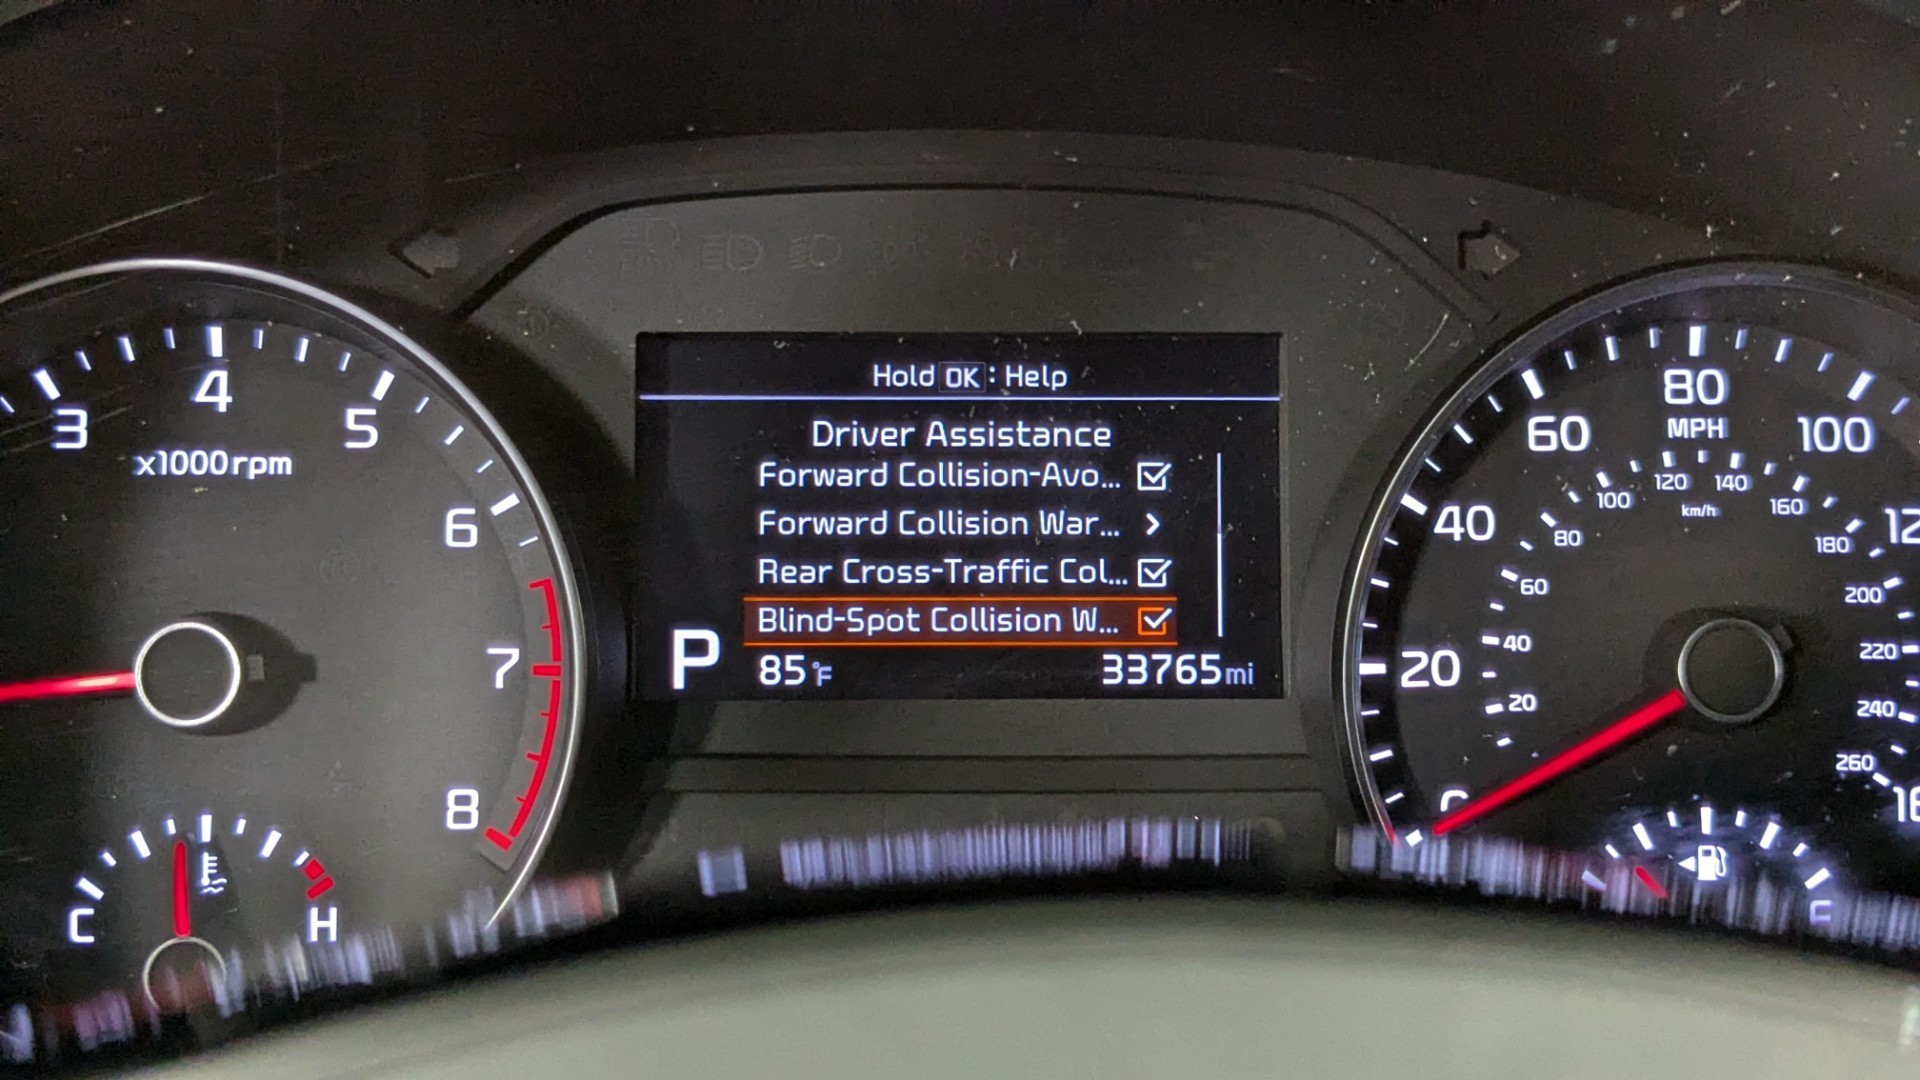 Hold OK : Help
Driver Assistance
Forward Collision-Avo...
Forward Collision War... >
Rear Cross-Traffic Col...
Blind-Spot Collision W...
P 85°F 33765mi
3 4 5 6 7 8
x1000rpm
C H
20 40 60 80 100
MPH
20 40 60 80 100 120 140 160 180 200 220 240 260
km/h